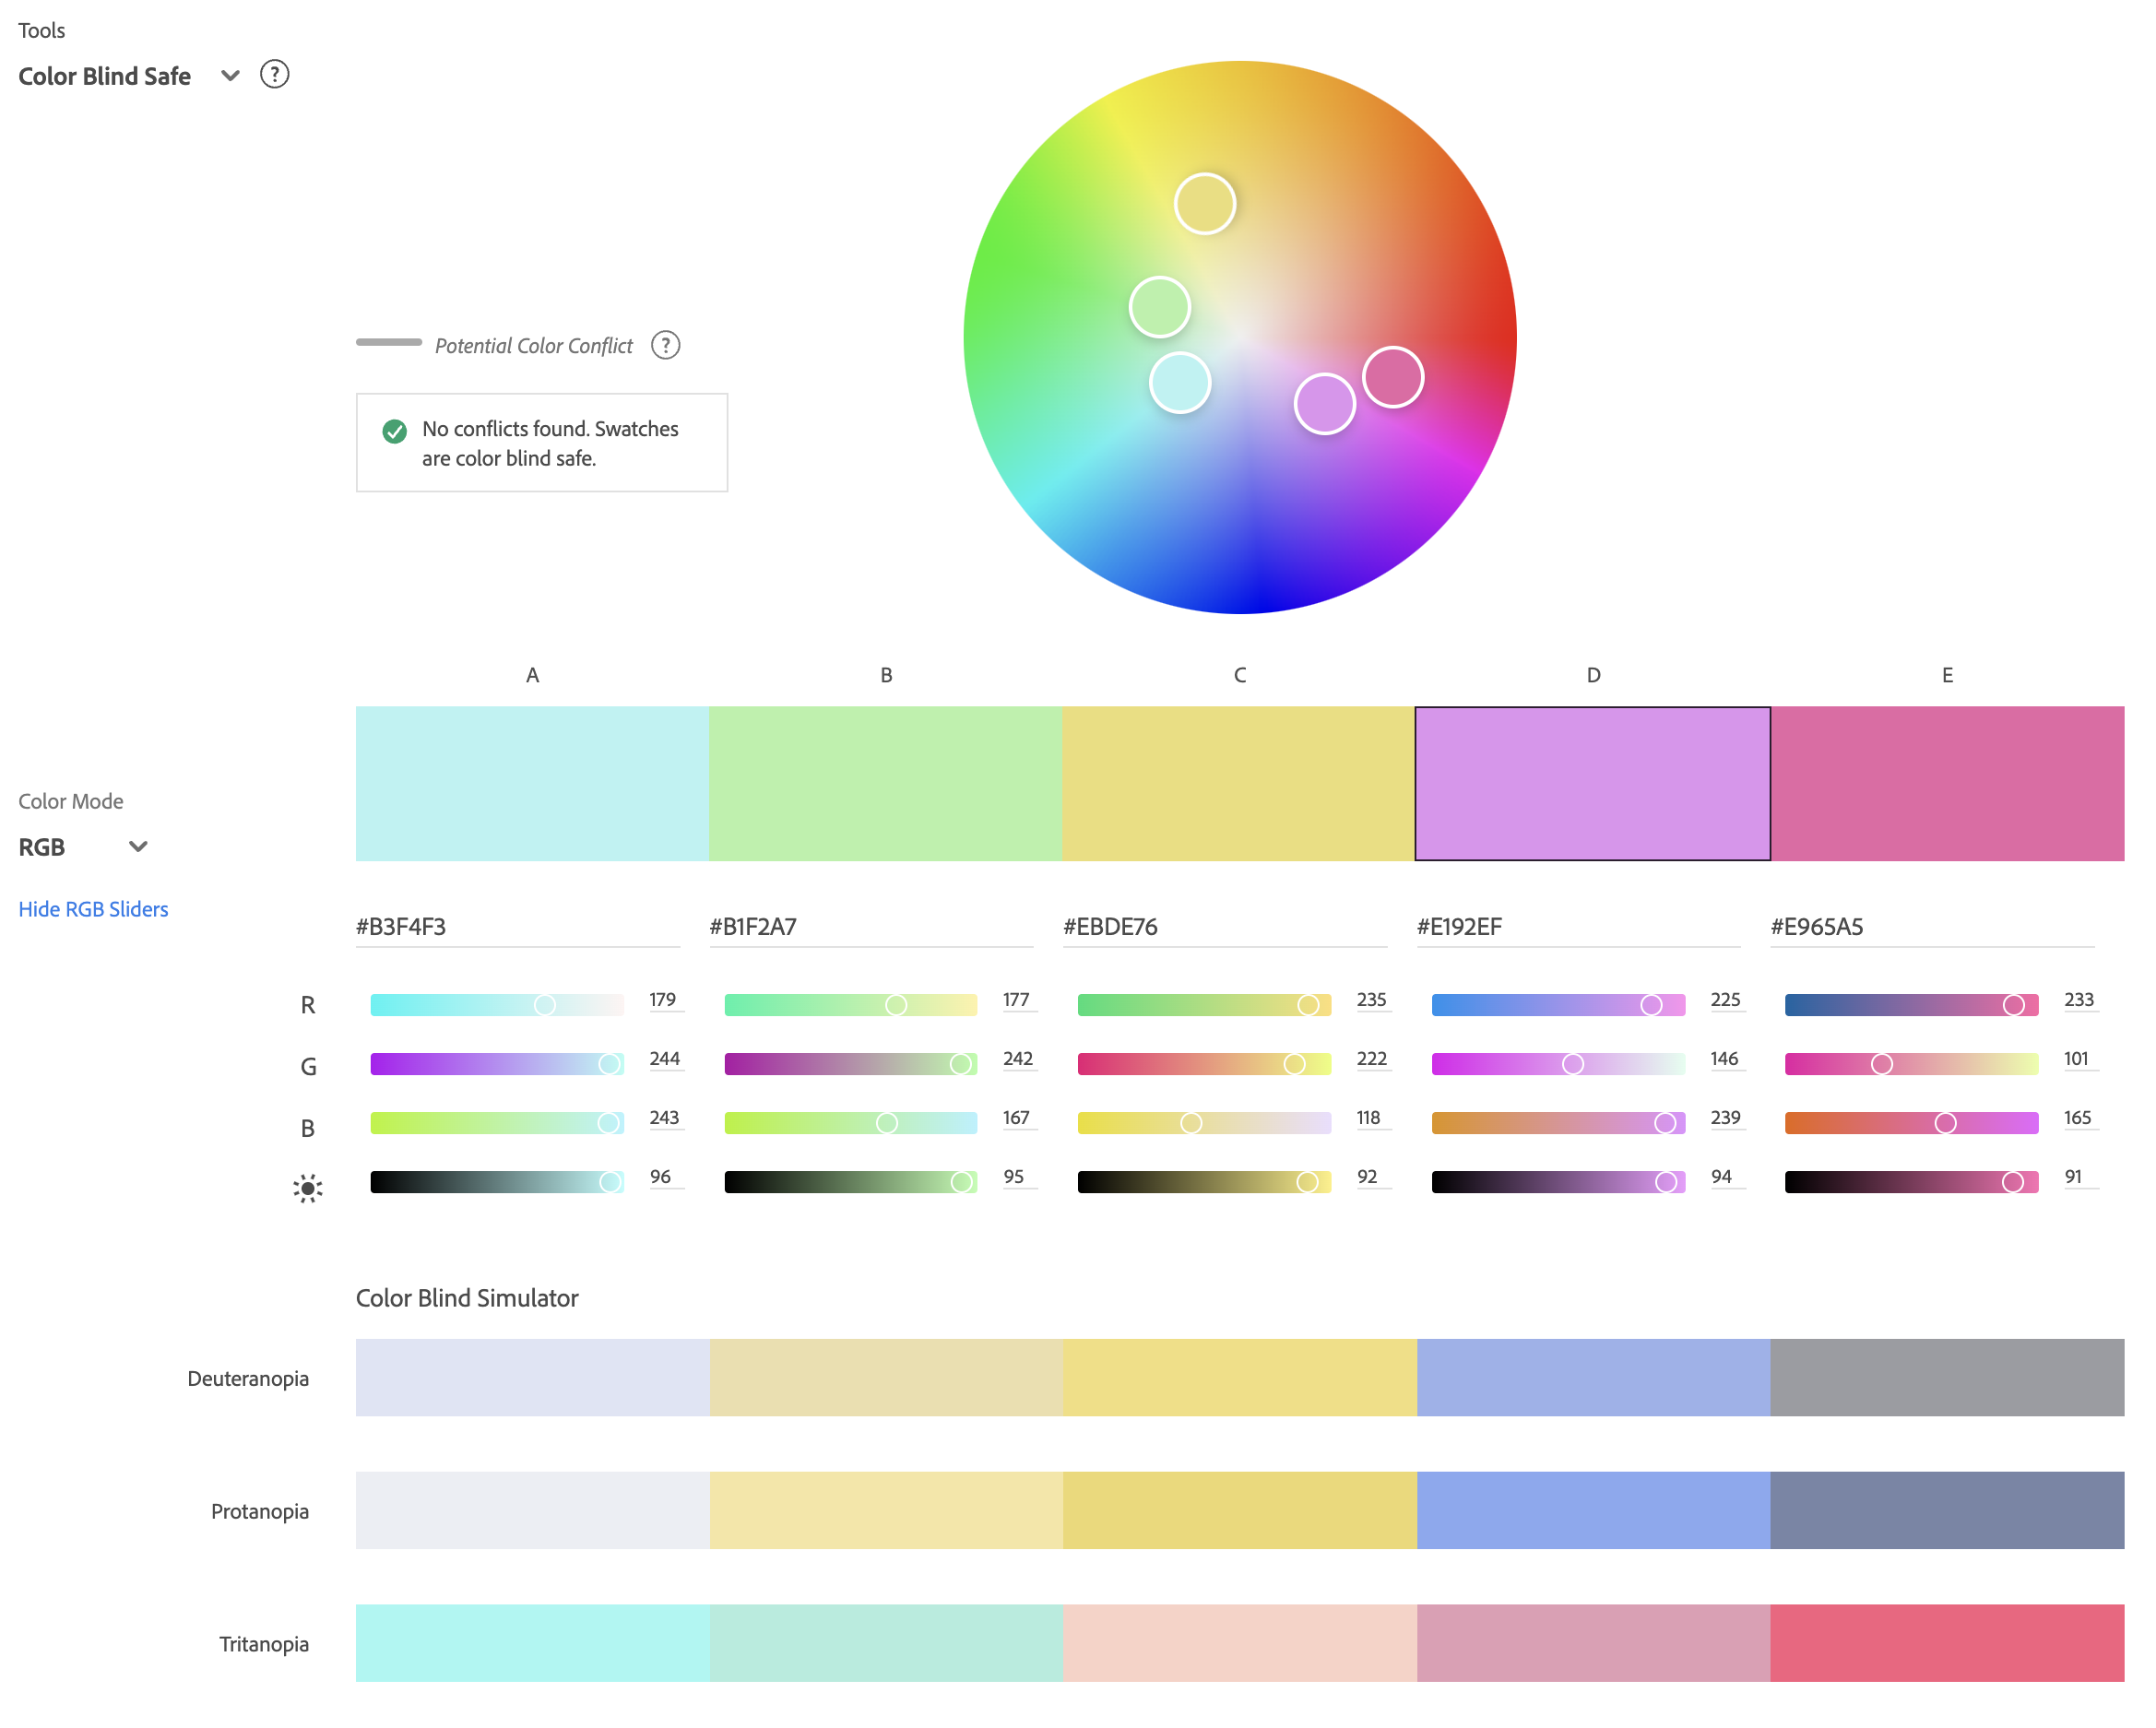 Tools
Color Blind Safe ?
Potential Color Conflict ?
No conflicts found. Swatches
are color blind safe.
A B C D E
Color Mode
RGB
Hide RGB Sliders
#B3F4F3 #B1F2A7 #EBDE76 #E192EF #E965A5
R 179 177 235 225 233
G 244 242 222 146 101
B 243 167 118 239 165
96 95 92 94 91
Color Blind Simulator
Deuteranopia
Protanopia
Tritanopia